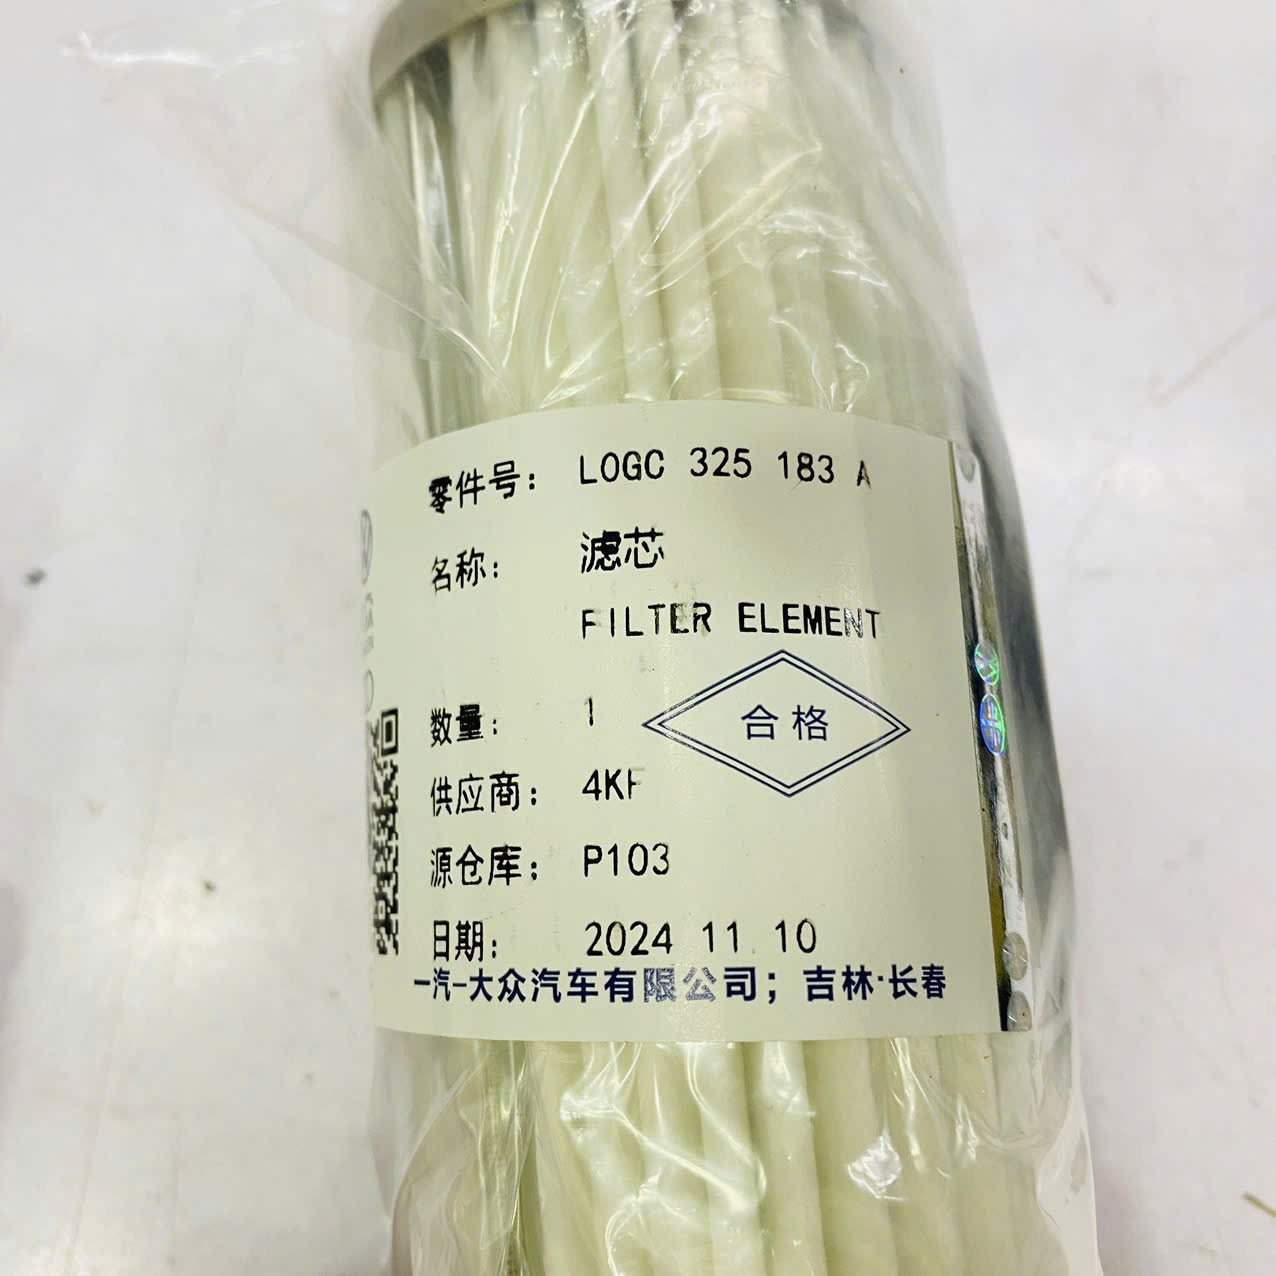 零件号: L0GC 325 183 A
名称: 滤芯
FILTER ELEMENT
数量: 1
合格
供应商: 4KF
源仓库: P103
日期: 2024 11 10
一汽-大众汽车有限公司; 吉林·长春